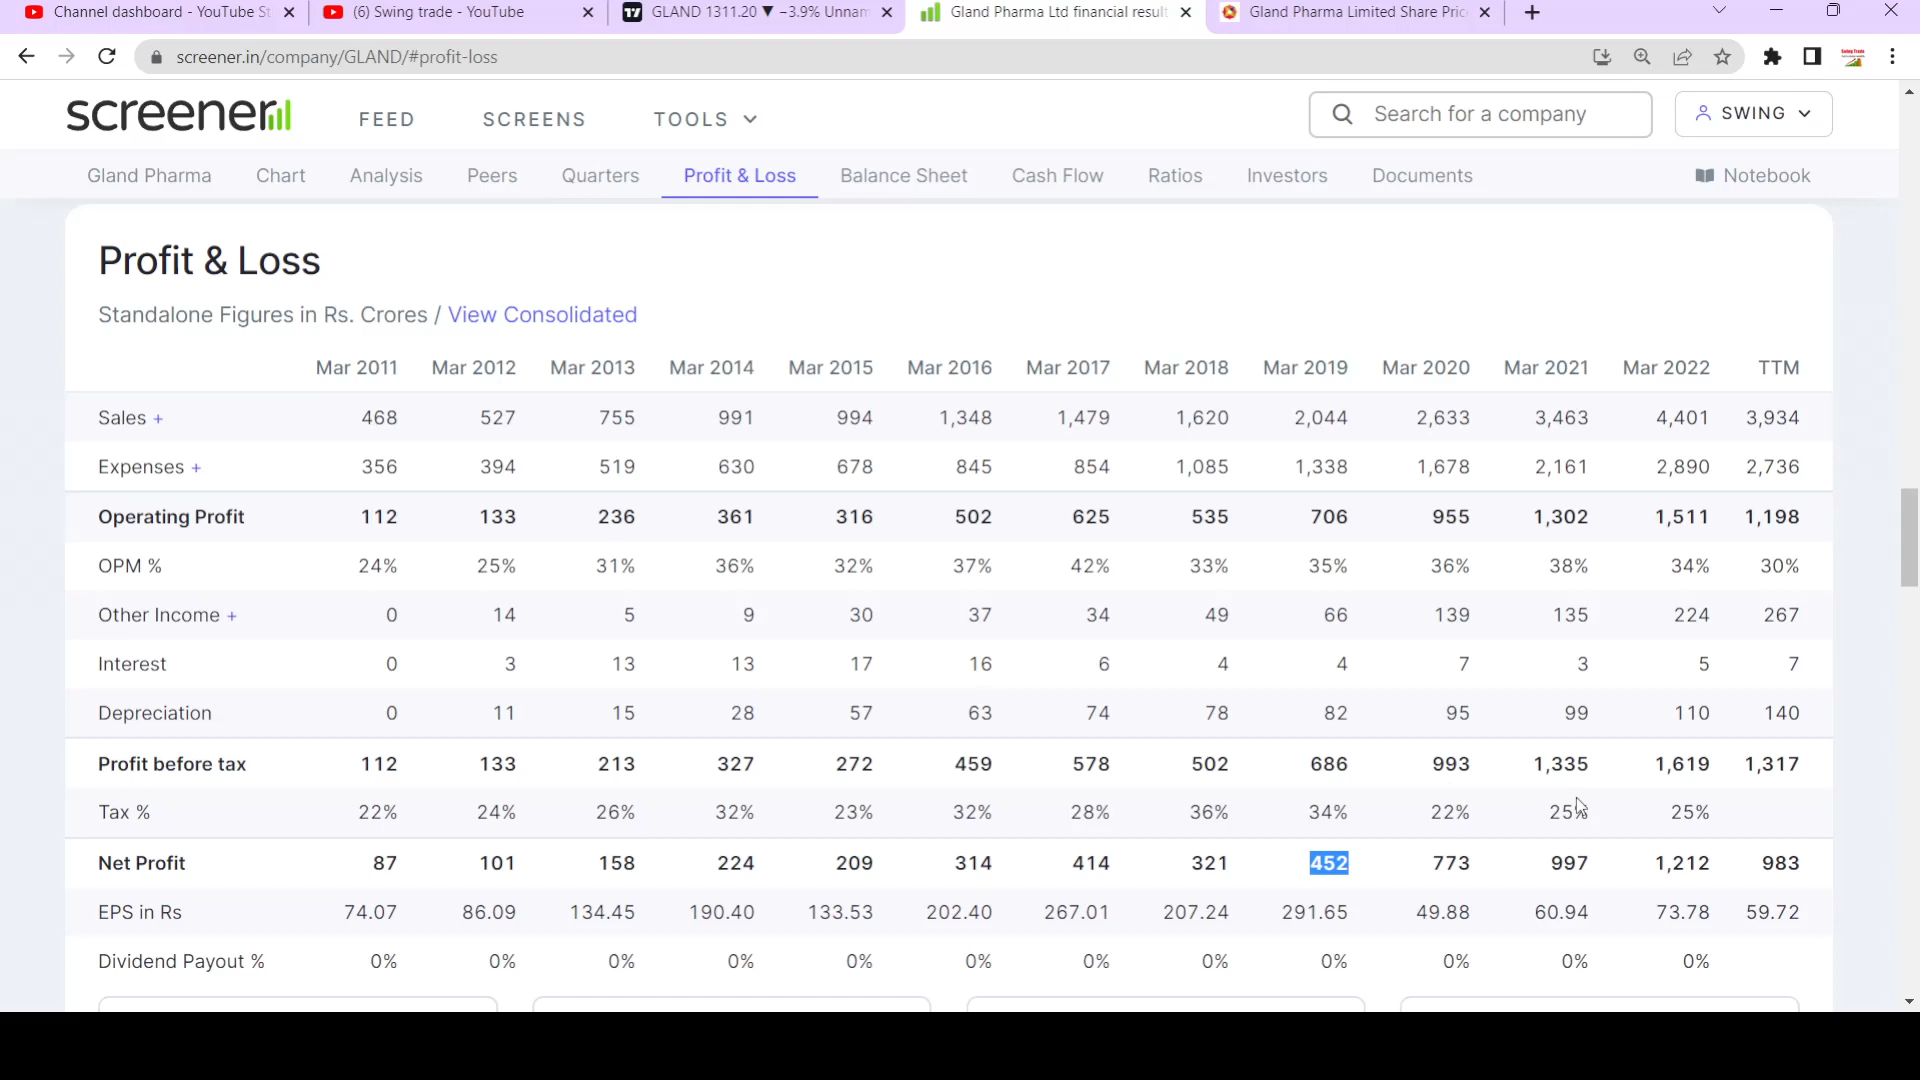 Channel dashboard - YouTube St
(6) Swing trade - YouTube
GLAND 1311.20 ▼ −3.9% Unnam
Gland Pharma Ltd financial result
Gland Pharma Limited Share Pric
screener.in/company/GLAND/#profit-loss
screener
FEED
SCREENS
TOOLS
Search for a company
SWING
Gland Pharma
Chart
Analysis
Peers
Quarters
Profit & Loss
Balance Sheet
Cash Flow
Ratios
Investors
Documents
Notebook
Profit & Loss
Standalone Figures in Rs. Crores / View Consolidated
Mar 2011 Mar 2012 Mar 2013 Mar 2014 Mar 2015 Mar 2016 Mar 2017 Mar 2018 Mar 2019 Mar 2020 Mar 2021 Mar 2022 TTM
Sales + 468 527 755 991 994 1,348 1,479 1,620 2,044 2,633 3,463 4,401 3,934
Expenses + 356 394 519 630 678 845 854 1,085 1,338 1,678 2,161 2,890 2,736
Operating Profit 112 133 236 361 316 502 625 535 706 955 1,302 1,511 1,198
OPM % 24% 25% 31% 36% 32% 37% 42% 33% 35% 36% 38% 34% 30%
Other Income + 0 14 5 9 30 37 34 49 66 139 135 224 267
Interest 0 3 13 13 17 16 6 4 4 7 3 5 7
Depreciation 0 11 15 28 57 63 74 78 82 95 99 110 140
Profit before tax 112 133 213 327 272 459 578 502 686 993 1,335 1,619 1,317
Tax % 22% 24% 26% 32% 23% 32% 28% 36% 34% 22% 25% 25%
Net Profit 87 101 158 224 209 314 414 321 452 773 997 1,212 983
EPS in Rs 74.07 86.09 134.45 190.40 133.53 202.40 267.01 207.24 291.65 49.88 60.94 73.78 59.72
Dividend Payout % 0% 0% 0% 0% 0% 0% 0% 0% 0% 0% 0% 0%